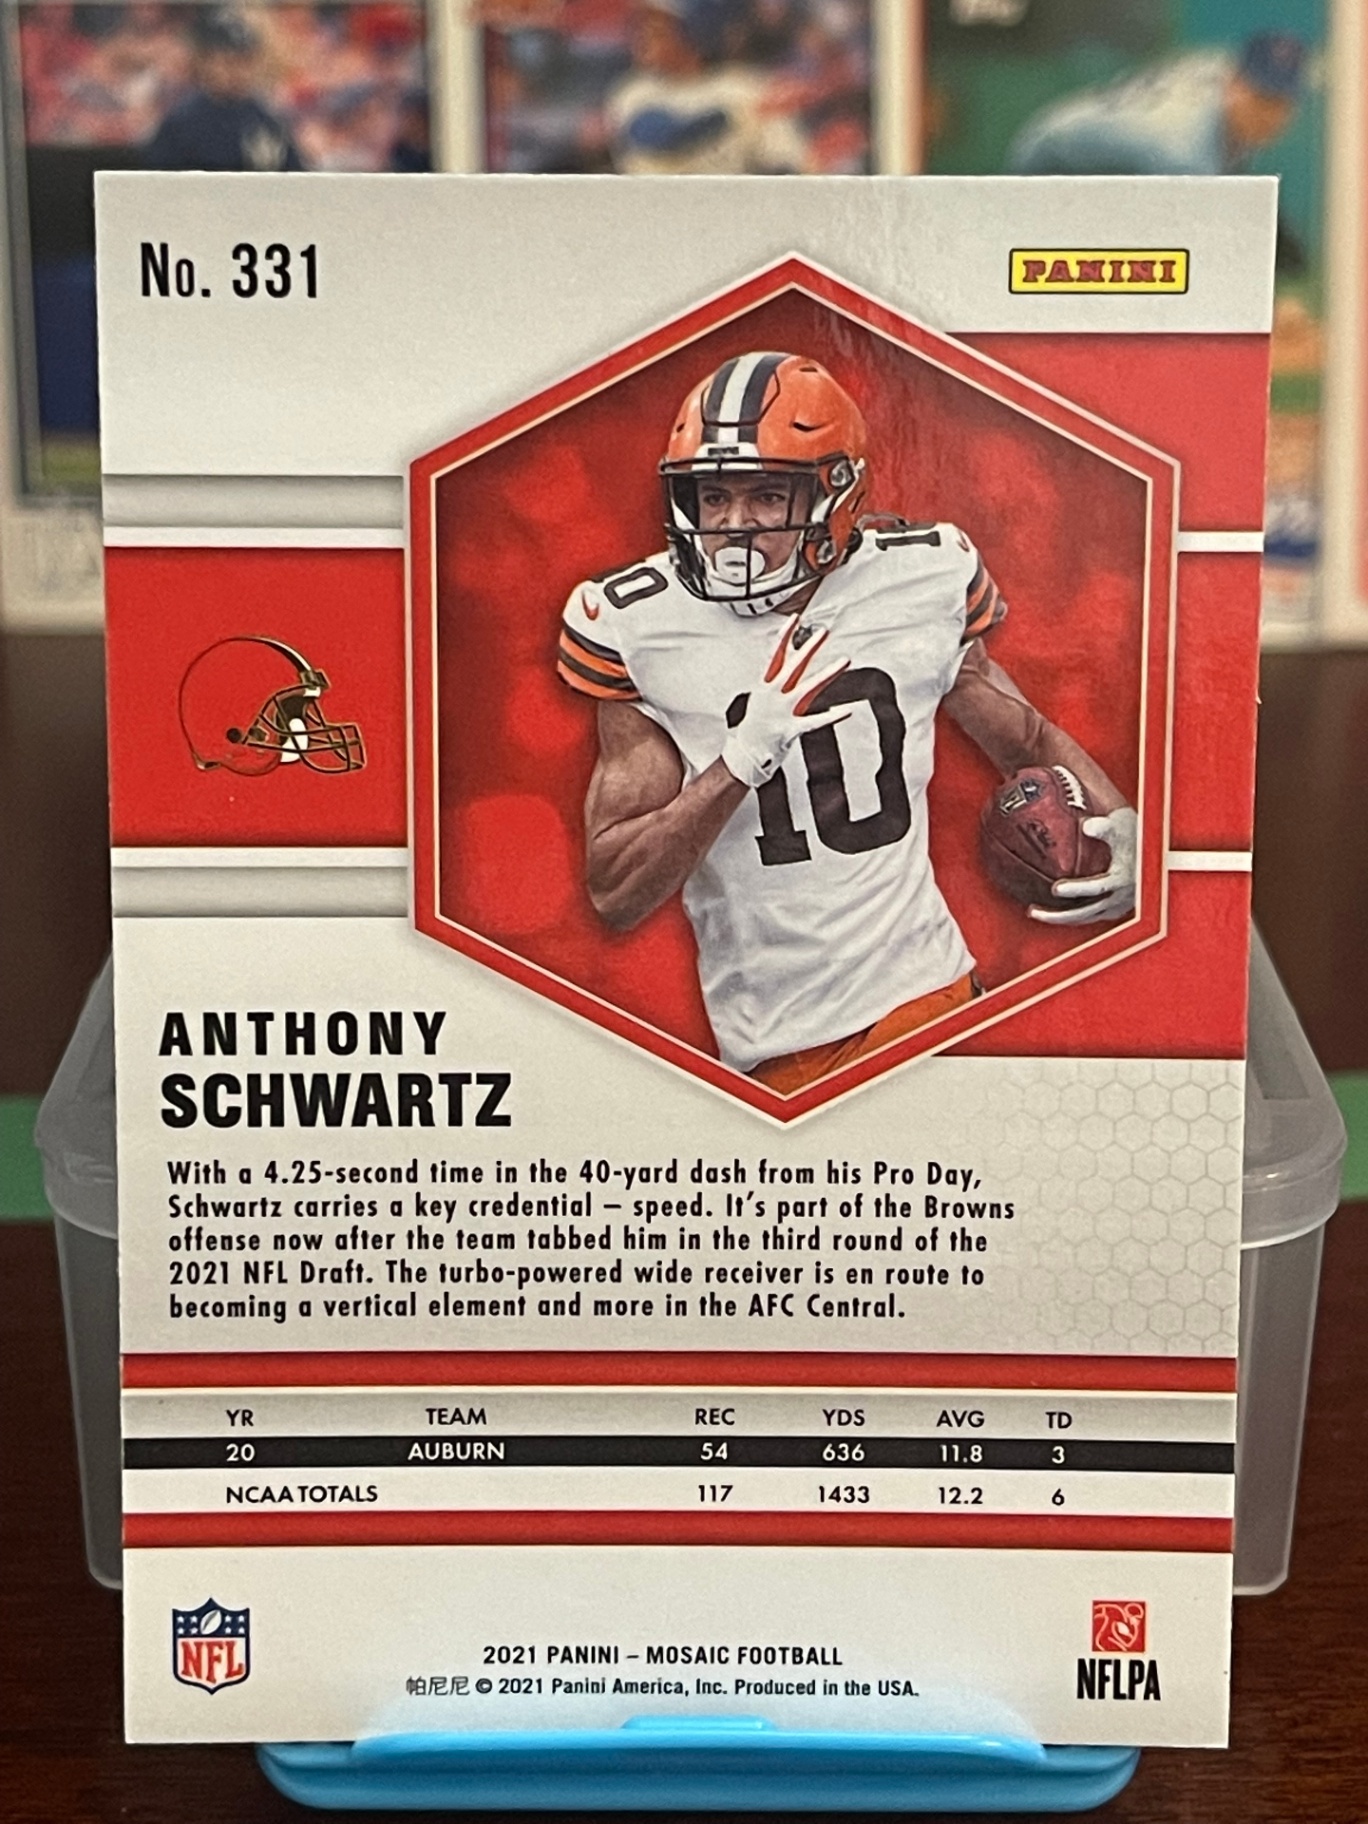 No. 331
PANINI
10
10
10
ANTHONY
SCHWARTZ
With a 4.25-second time in the 40-yard dash from his Pro Day,
Schwartz carries a key credential – speed. It's part of the Browns
offense now after the team tabbed him in the third round of the
2021 NFL Draft. The turbo-powered wide receiver is en route to
becoming a vertical element and more in the AFC Central.
YR TEAM REC YDS AVG TD
20 AUBURN 54 636 11.8 3
NCAA TOTALS 117 1433 12.2 6
NFL
2021 PANINI – MOSAIC FOOTBALL
帕尼尼 © 2021 Panini America, Inc. Produced in the USA.
NFLPA